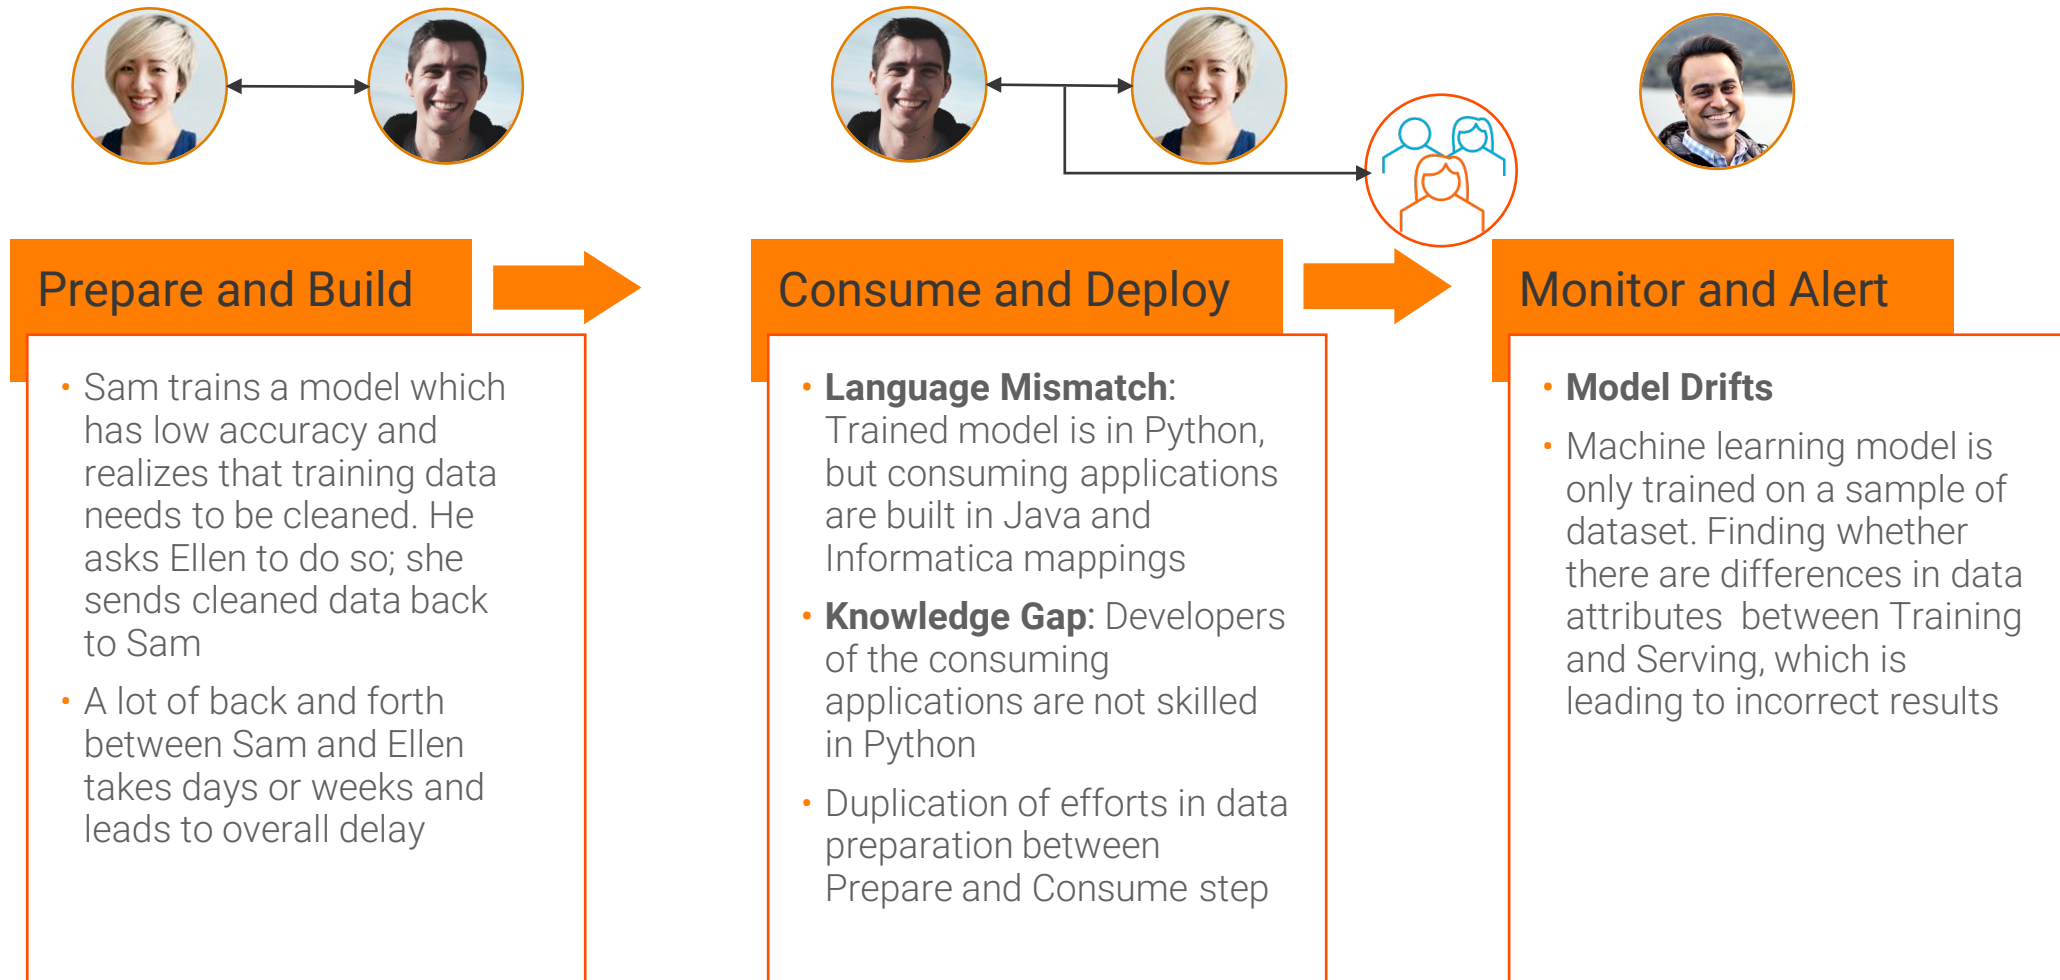 Prepare and Build
Sam trains a model which
has low accuracy and
realizes that training data
needs to be cleaned. He
asks Ellen to do so; she
sends cleaned data back
to Sam
A lot of back and forth
between Sam and Ellen
takes days or weeks and
leads to overall delay
Consume and Deploy
Language Mismatch:
Trained model is in Python,
but consuming applications
are built in Java and
Informatica mappings
Knowledge Gap: Developers
of the consuming
applications are not skilled
in Python
Duplication of efforts in data
preparation between
Prepare and Consume step
Monitor and Alert
Model Drifts
Machine learning model is
only trained on a sample of
dataset. Finding whether
there are differences in data
attributes  between Training
and Serving, which is
leading to incorrect results